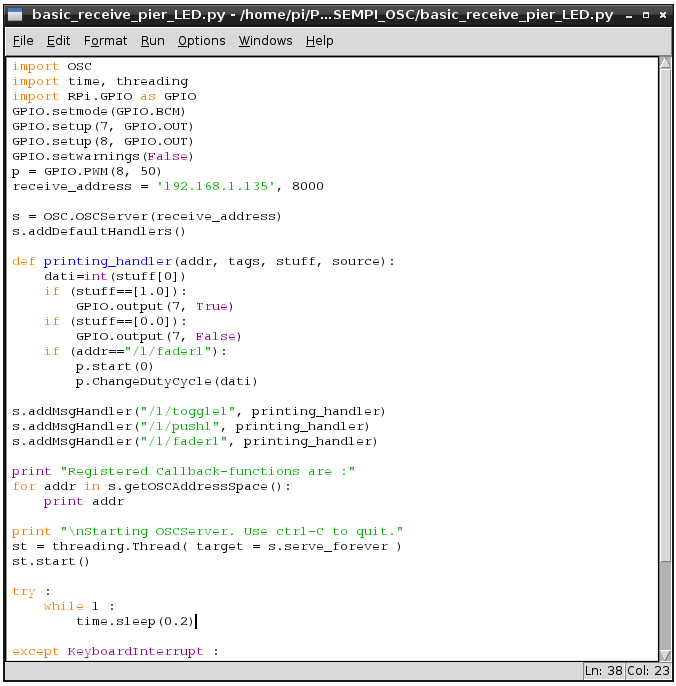 basic_receive_pier_LED.py - /home/pi/P...SEMPI_OSC/basic_receive_pier_LED.py
File Edit Format Run Options Windows Help
import OSC
import time, threading
import RPi.GPIO as GPIO
GPIO.setmode(GPIO.BCM)
GPIO.setup(7, GPIO.OUT)
GPIO.setup(8, GPIO.OUT)
GPIO.setwarnings(False)
p = GPIO.PWM(8, 50)
receive_address = '192.168.1.135', 8000

s = OSC.OSCServer(receive_address)
s.addDefaultHandlers()

def printing_handler(addr, tags, stuff, source):
    dati=int(stuff[0])
    if (stuff==[1.0]):
        GPIO.output(7, True)
    if (stuff==[0.0]):
        GPIO.output(7, False)
    if (addr=="/1/fader1"):
        p.start(0)
        p.ChangeDutyCycle(dati)

s.addMsgHandler("/1/toggle1", printing_handler)
s.addMsgHandler("/1/push1", printing_handler)
s.addMsgHandler("/1/fader1", printing_handler)

print "Registered Callback-functions are :"
for addr in s.getOSCAddressSpace():
    print addr

print "\nStarting OSCServer. Use ctrl-C to quit."
st = threading.Thread( target = s.serve_forever )
st.start()

try :
    while 1 :
        time.sleep(0.2)

except KeyboardInterrupt :
Ln: 38 Col: 23